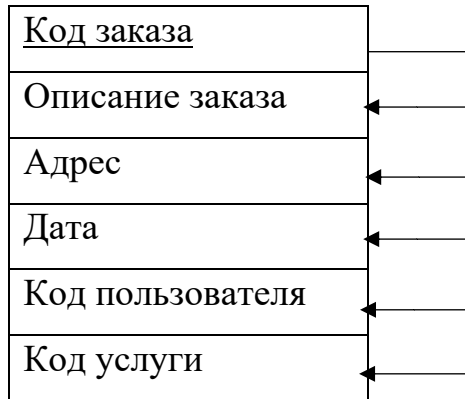 Код заказа
Описание заказа
Адрес
Дата
Код пользователя
Код услуги